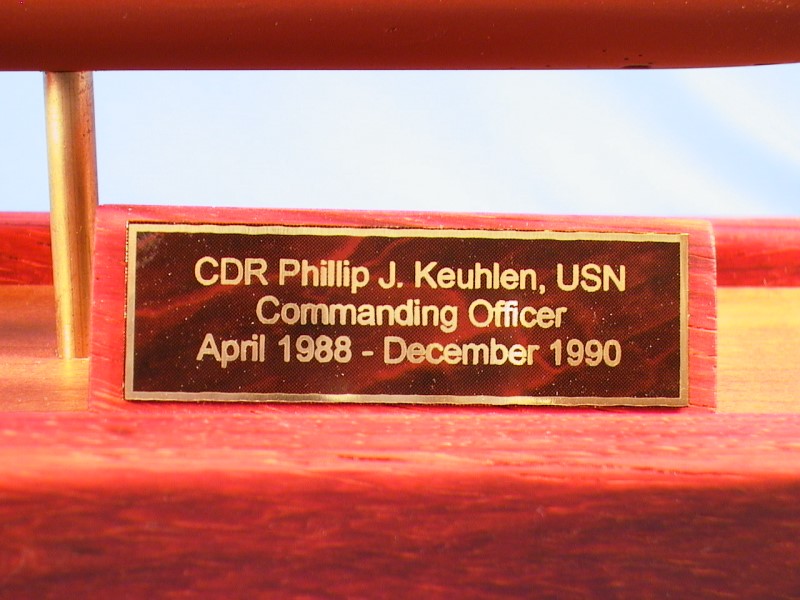 CDR Phillip J. Keuhlen, USN
Commanding Officer
April 1988 - December 1990